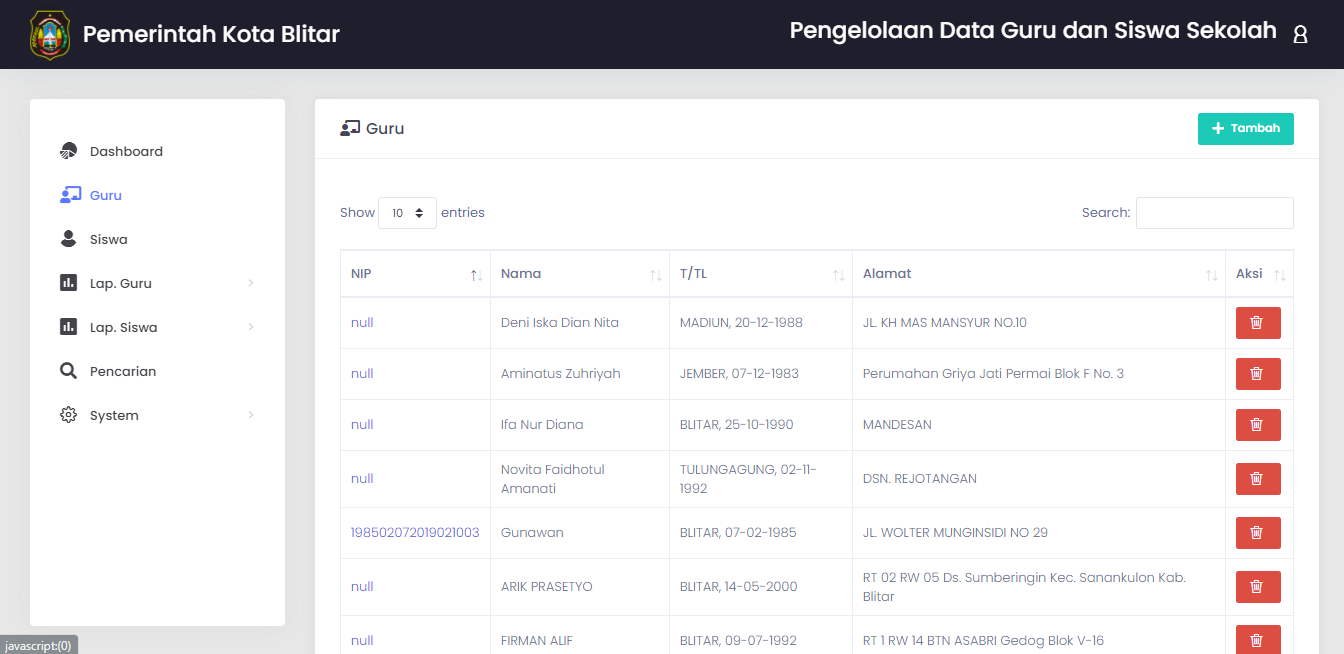 Pemerintah Kota Blitar
Pengelolaan Data Guru dan Siswa Sekolah
Dashboard
Guru
Siswa
Lap. Guru
Lap. Siswa
Pencarian
System
Guru
Tambah
Show 10 entries
Search:
NIP Nama T/TL Alamat Aksi
null Deni Iska Dian Nita MADIUN, 20-12-1988 JL. KH MAS MANSYUR NO.10
null Aminatus Zuhriyah JEMBER, 07-12-1983 Perumahan Griya Jati Permai Blok F No. 3
null Ifa Nur Diana BLITAR, 25-10-1990 MANDESAN
null Novita Faidhotul TULUNGAGUNG, 02-11- DSN. REJOTANGAN
Amanati 1992
198502072019021003 Gunawan BLITAR, 07-02-1985 JL. WOLTER MUNGINSIDI NO 29
null ARIK PRASETYO BLITAR, 14-05-2000 RT 02 RW 05 Ds. Sumberingin Kec. Sanankulon Kab.
Blitar
null FIRMAN ALIF BLITAR, 09-07-1992 RT 1 RW 14 BTN ASABRI Gedog Blok V-16
javascript:(0)